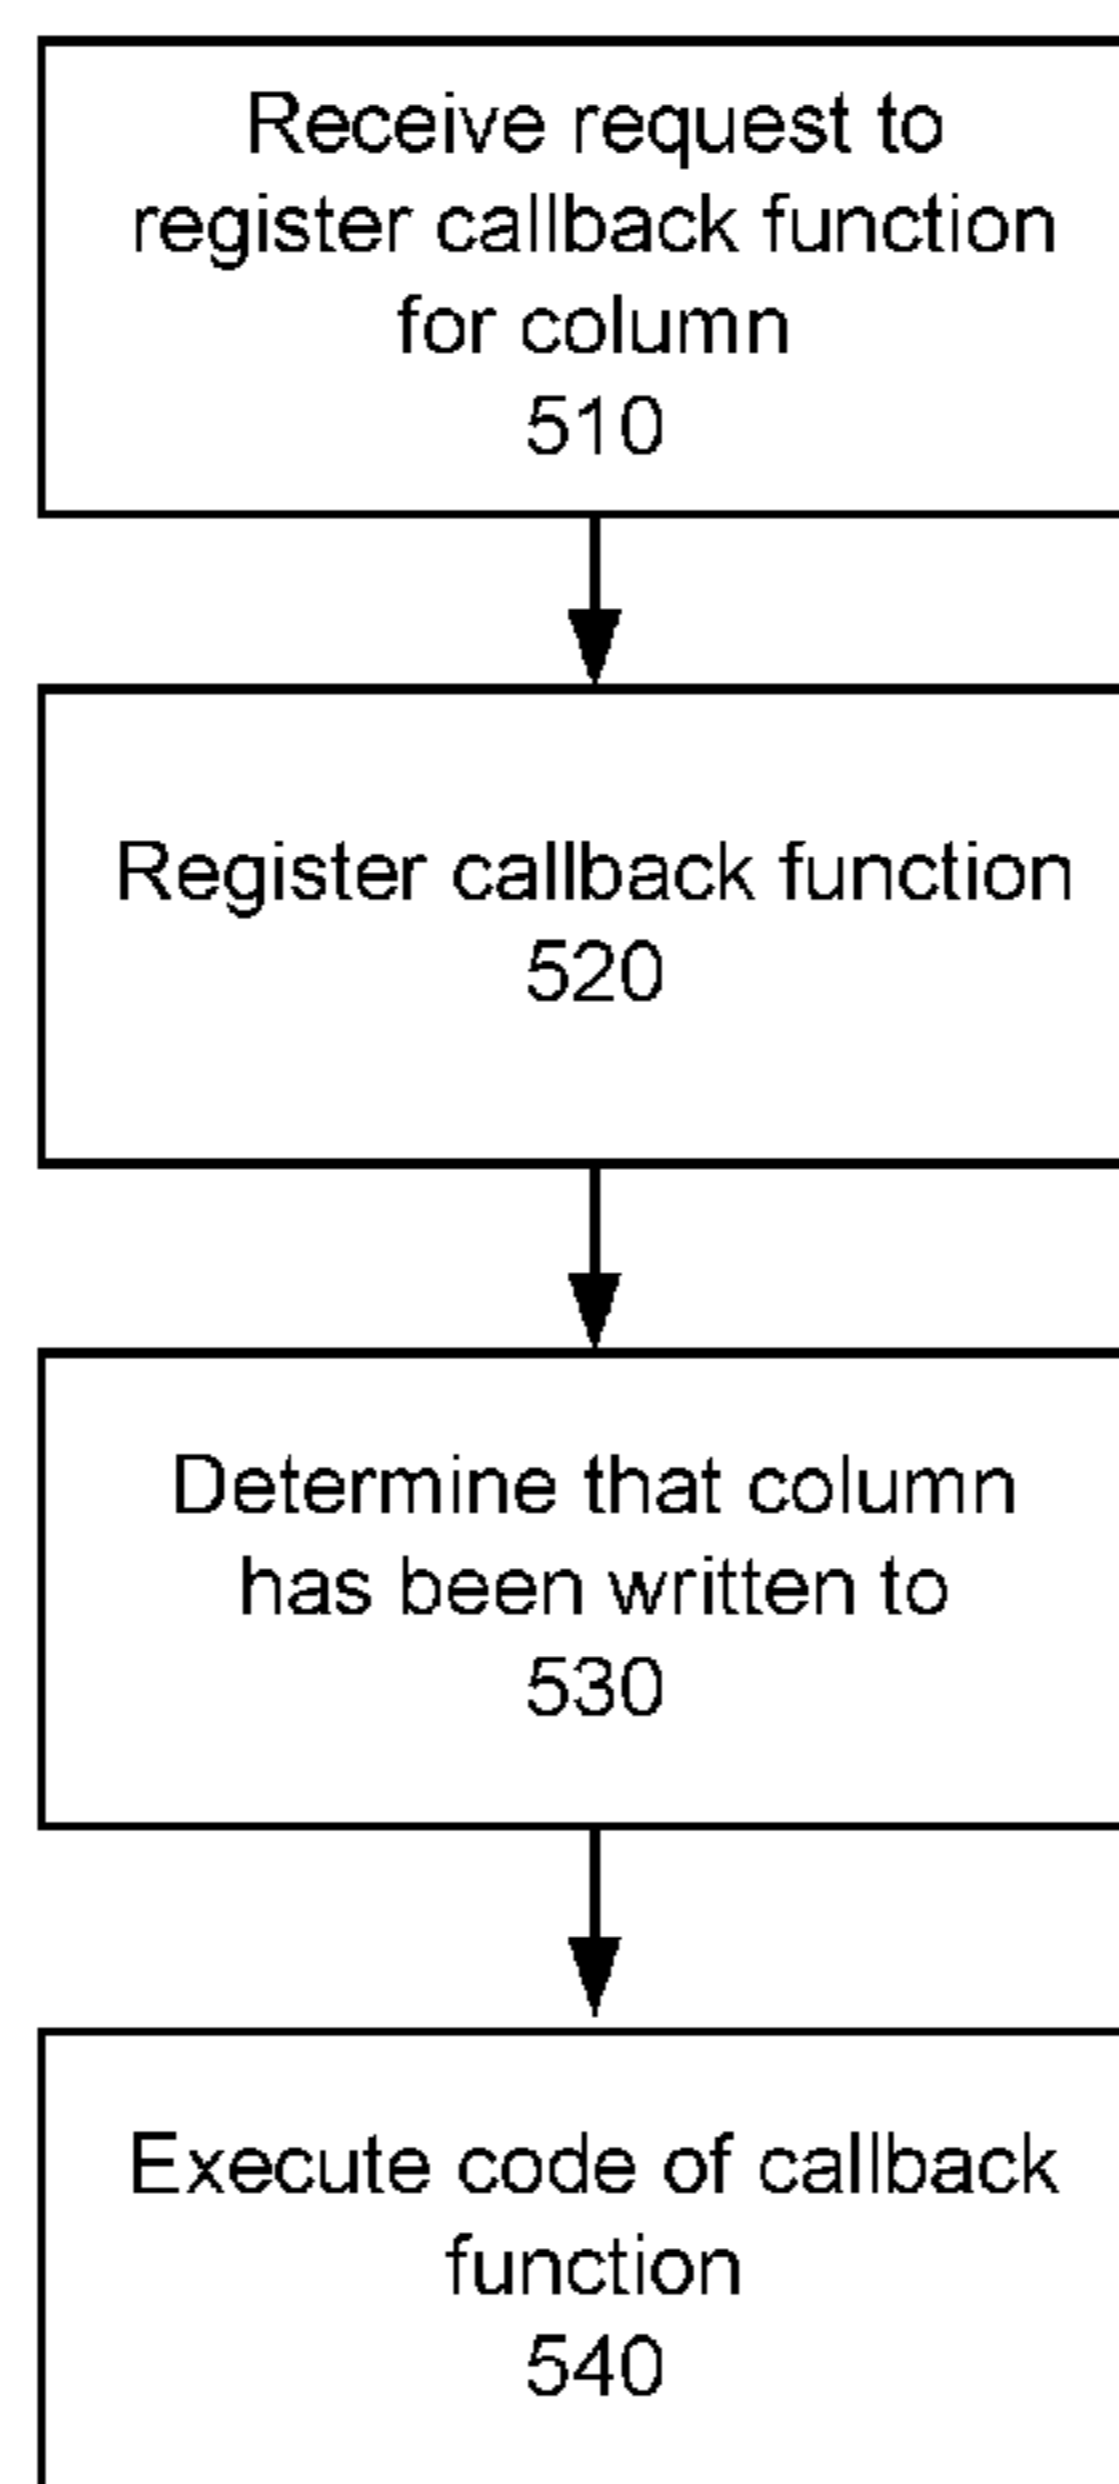 Receive request to
register callback function
for column
510
Register callback function
520
Determine that column
has been written to
530
Execute code of callback
function
540